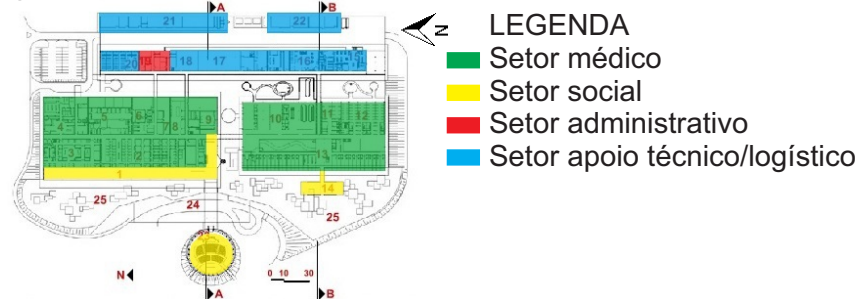 A
B
21
22
N
LEGENDA
Setor médico
Setor social
Setor administrativo
Setor apoio técnico/logístico
20
19
18
17
16
4
5
6
7
8
9
10
11
12
3
2
13
1
14
25
24
25
N
0 10 30
A
B